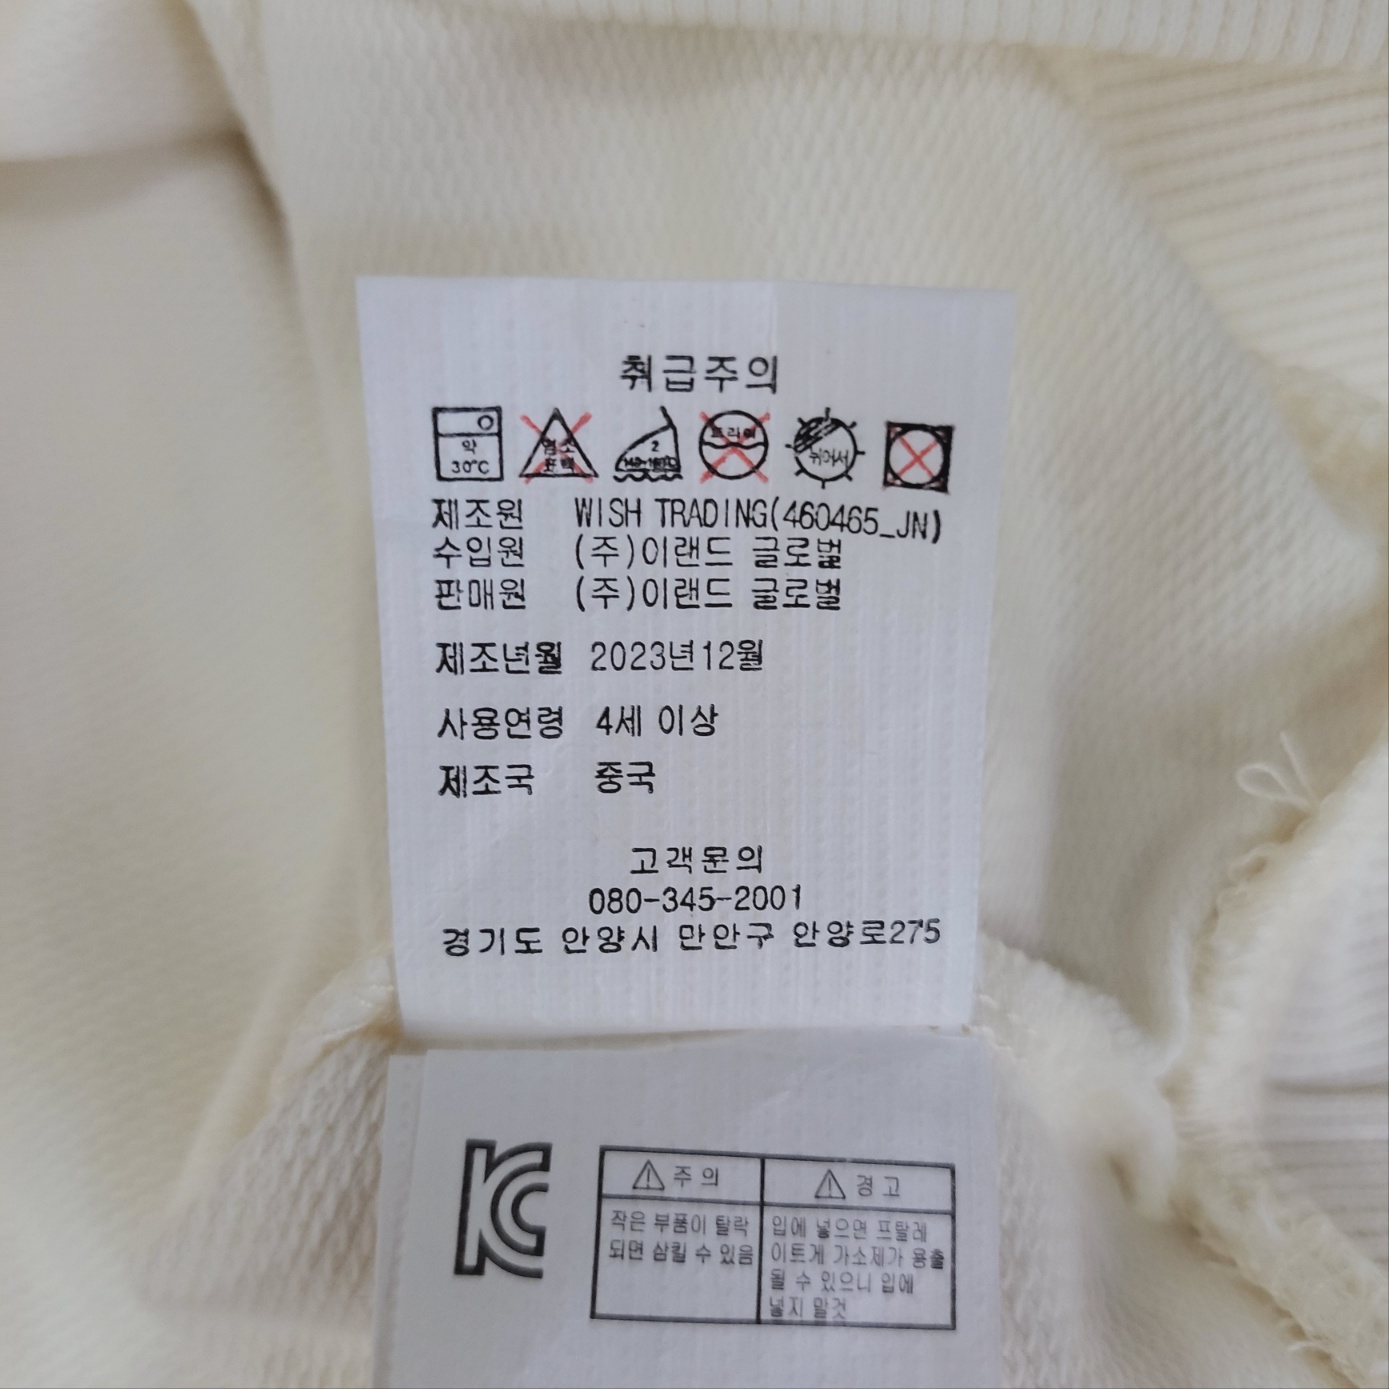 취급주의
약 30℃
염소 표백
2
140-160℃
드라이
뉘어서
제조원 WISH TRADING(460465_JN)
수입원 (주)이랜드 글로벌
판매원 (주)이랜드 글로벌
제조년월 2023년12월
사용연령 4세 이상
제조국 중국
고객문의
080-345-2001
경기도 안양시 만안구 안양로275
KC
⚠주의
작은 부품이 탈락
되면 삼킬 수 있음
⚠경고
입에 넣으면 프탈레
이트계 가소제가 용출
될 수 있으니 입에
넣지 말것